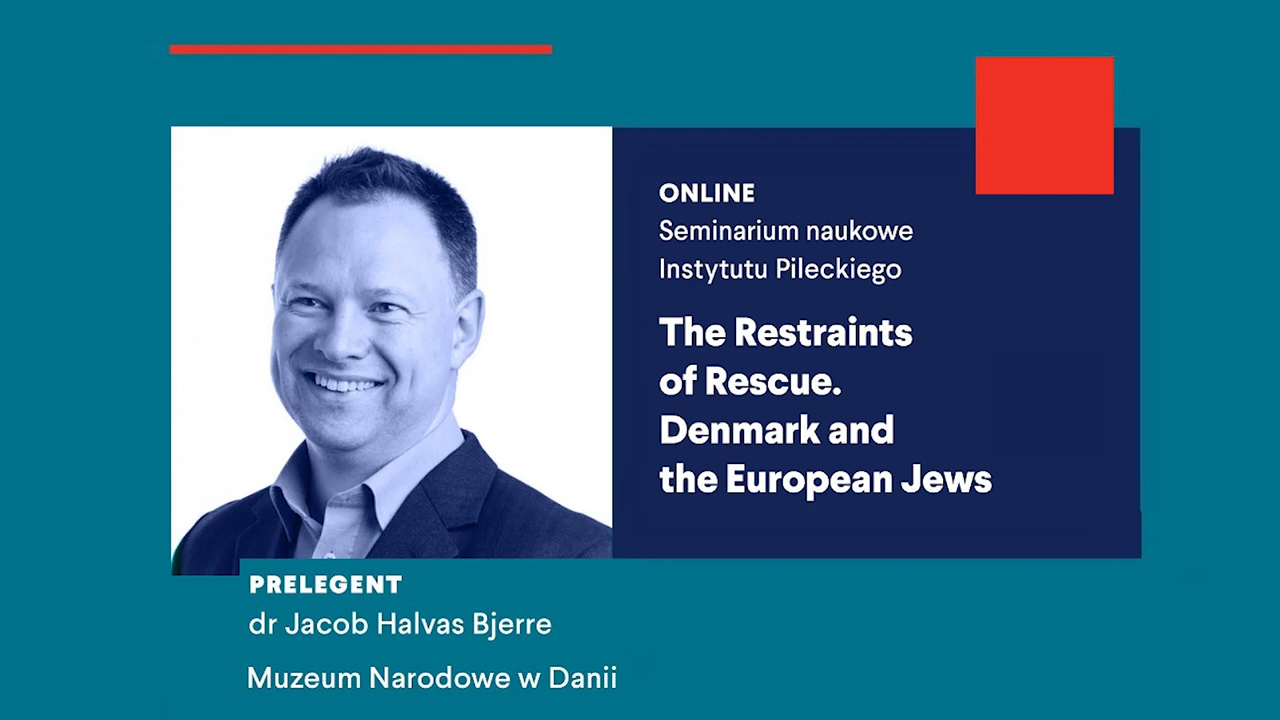 ONLINE
Seminarium naukowe
Instytutu Pileckiego
The Restraints
of Rescue.
Denmark and
the European Jews
PRELEGENT
dr Jacob Halvas Bjerre
Muzeum Narodowe w Danii